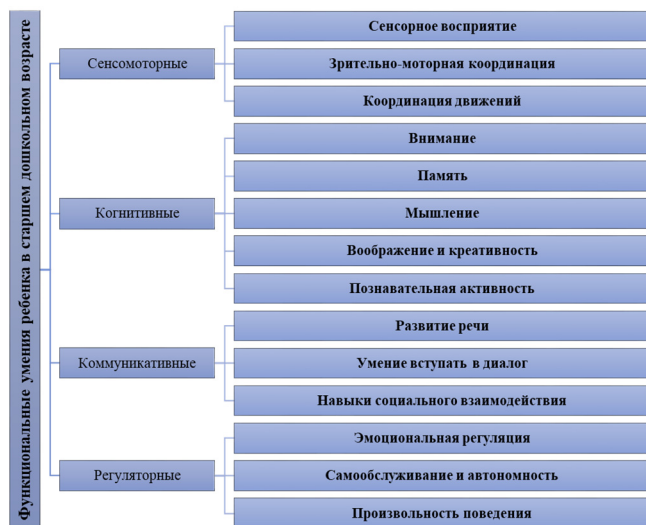 Функциональные умения ребенка в старшем дошкольном возрасте
Сенсомоторные
Сенсорное восприятие
Зрительно-моторная координация
Координация движений
Когнитивные
Внимание
Память
Мышление
Воображение и креативность
Познавательная активность
Коммуникативные
Развитие речи
Умение вступать в диалог
Навыки социального взаимодействия
Регуляторные
Эмоциональная регуляция
Самообслуживание и автономность
Произвольность поведения